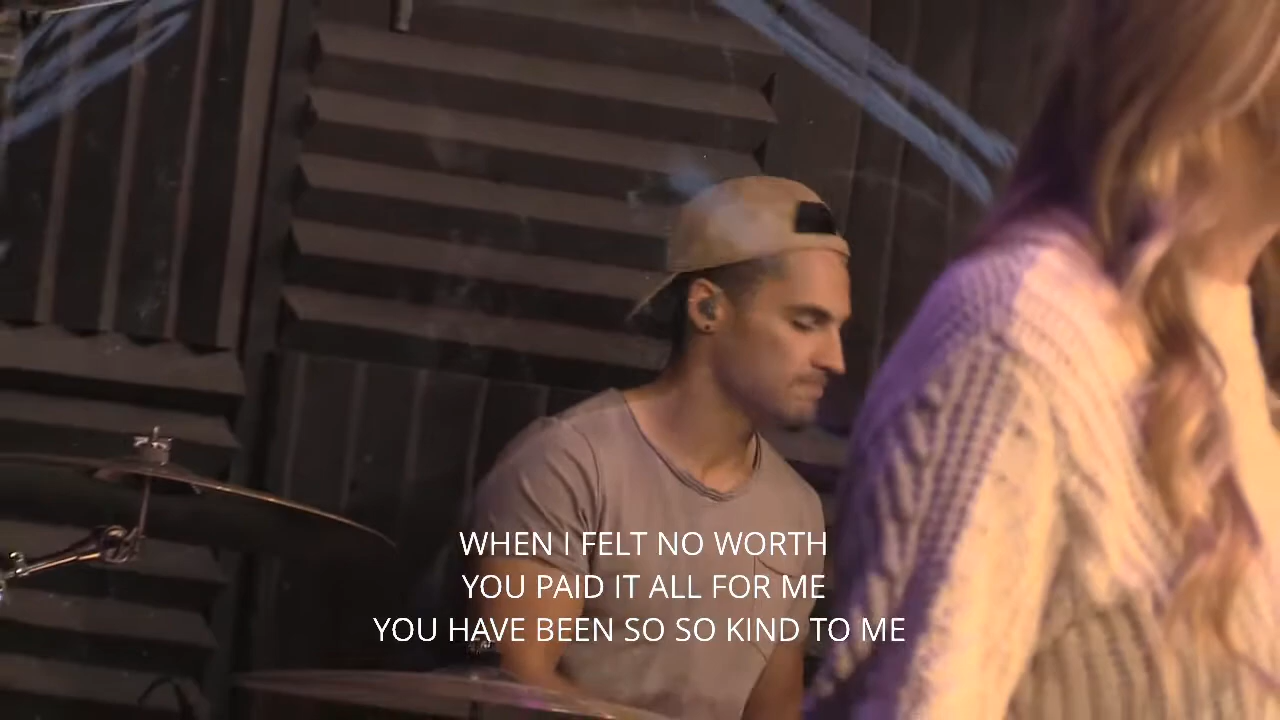 WHEN I FELT NO WORTH
YOU PAID IT ALL FOR ME
YOU HAVE BEEN SO SO KIND TO ME